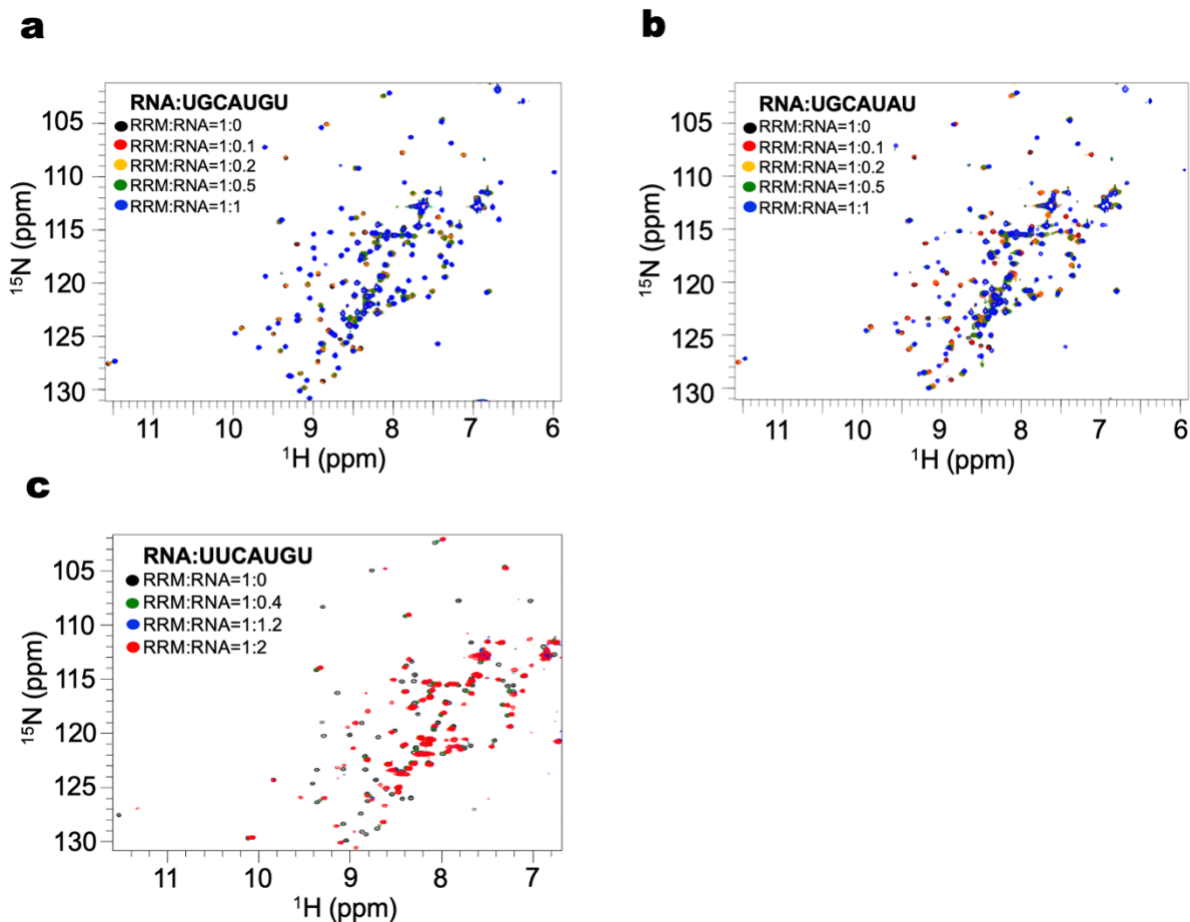 a
RNA:UGCAUGU
RRM:RNA=1:0
RRM:RNA=1:0.1
RRM:RNA=1:0.2
RRM:RNA=1:0.5
RRM:RNA=1:1
105
110
115
120
125
130
15N (ppm)
11 10 9 8 7 6
1H (ppm)
b
RNA:UGCAUAU
RRM:RNA=1:0
RRM:RNA=1:0.1
RRM:RNA=1:0.2
RRM:RNA=1:0.5
RRM:RNA=1:1
105
110
115
120
125
130
15N (ppm)
11 10 9 8 7 6
1H (ppm)
c
RNA:UUCAUGU
RRM:RNA=1:0
RRM:RNA=1:0.4
RRM:RNA=1:1.2
RRM:RNA=1:2
105
110
115
120
125
130
15N (ppm)
11 10 9 8 7
1H (ppm)